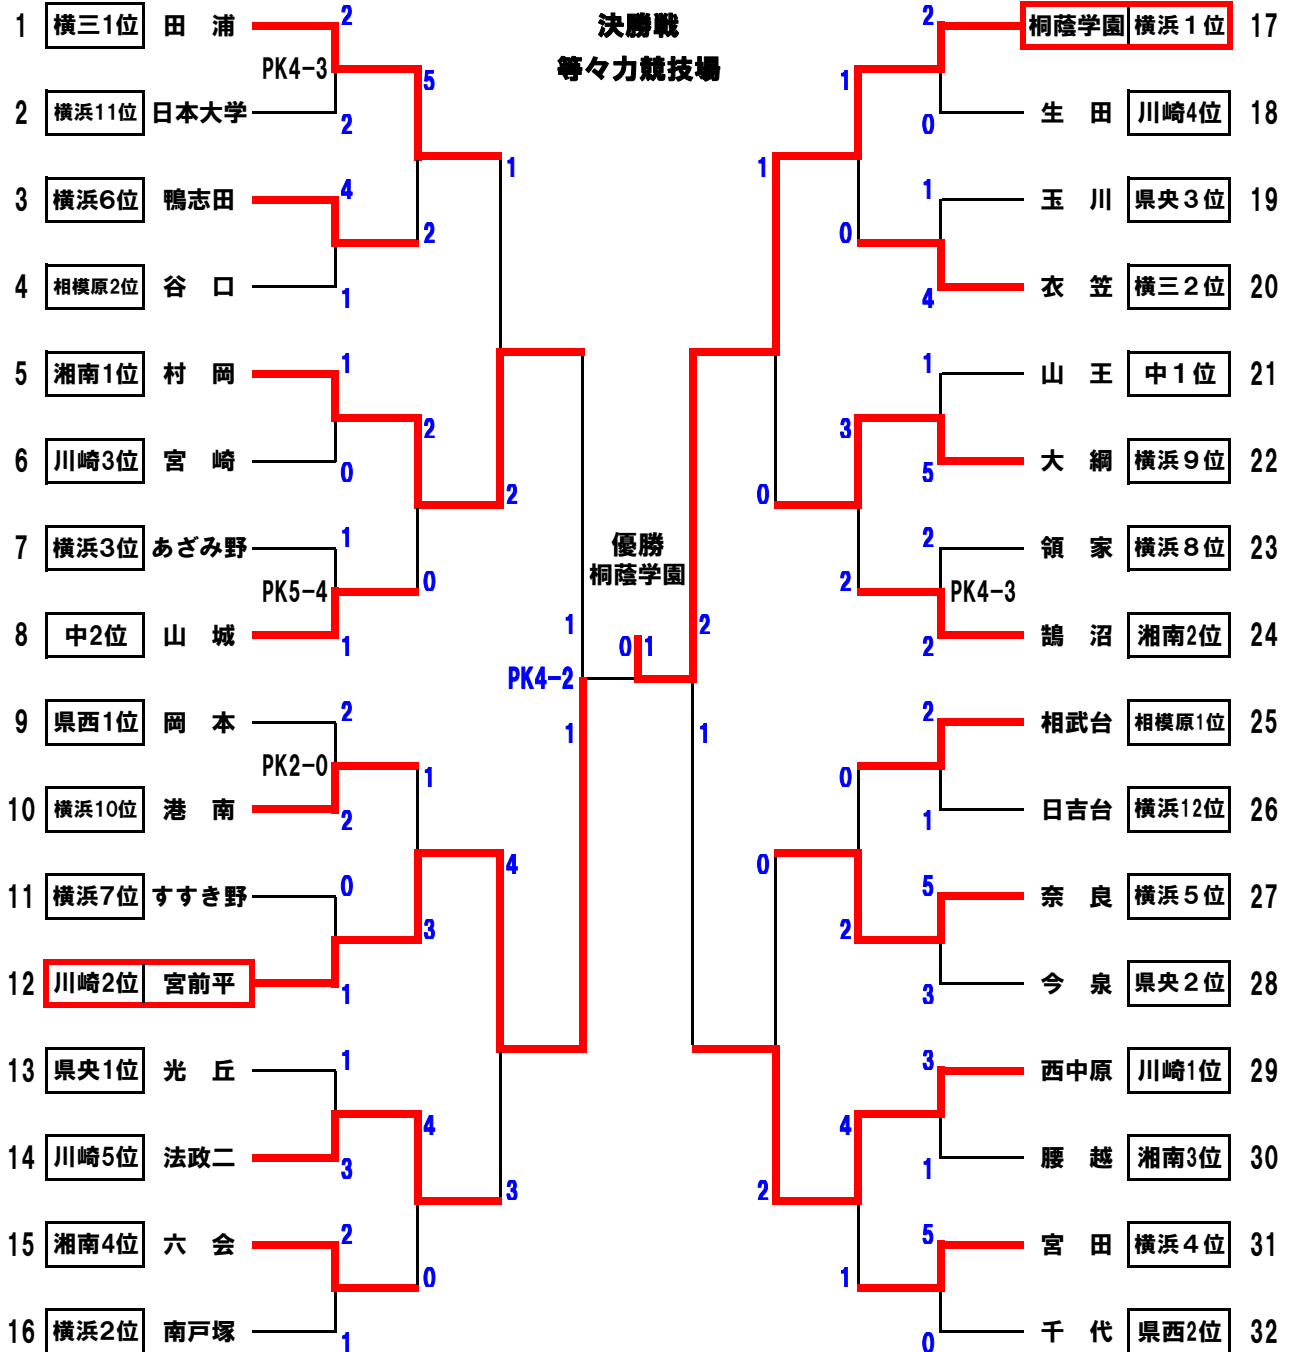 決勝戦
等々力競技場
1 横三1位 田 浦 2
PK4-3
5
2 横浜11位 日本大学 2
1
3 横浜6位 鴨志田 4
2
4 相模原2位 谷 口 1
5 湘南1位 村 岡 1
2
6 川崎3位 宮 崎 0
2
7 横浜3位 あざみ野 1
PK5-4
0
8 中2位 山 城 1
1
PK4-2
1
9 県西1位 岡 本 2
PK2-0
1
10 横浜10位 港 南 2
4
11 横浜7位 すすき野 0
3
12 川崎2位 宮前平 1
13 県央1位 光 丘 1
4
14 川崎5位 法政二 3
3
15 湘南4位 六 会 2
0
16 横浜2位 南戸塚 1
優勝
桐蔭学園
0 1
2 桐蔭学園 横浜1位 17
1
0 生 田 川崎4位 18
1
1 玉 川 県央3位 19
0
4 衣 笠 横三2位 20
1 山 王 中1位 21
3
5 大 綱 横浜9位 22
0
2 領 家 横浜8位 23
2
PK4-3
2 鵠 沼 湘南2位 24
2
1
2 相武台 相模原1位 25
0
1 日吉台 横浜12位 26
0
5 奈 良 横浜5位 27
2
3 今 泉 県央2位 28
3 西中原 川崎1位 29
4
1 腰 越 湘南3位 30
2
5 宮 田 横浜4位 31
1
0 千 代 県西2位 32